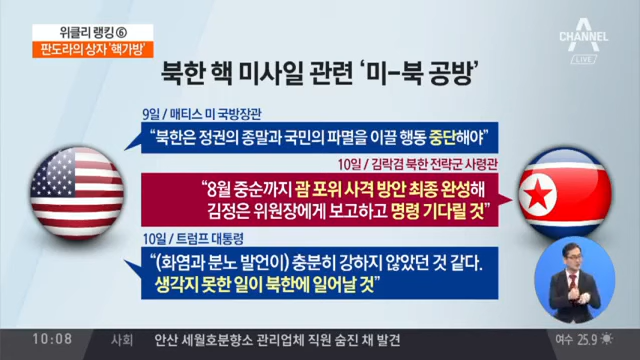 위클리 랭킹 ⑥
판도라의 상자 '핵가방'
CHANNEL A
LIVE
북한 핵 미사일 관련 '미-북 공방'
9일 / 매티스 미 국방장관
"북한은 정권의 종말과 국민의 파멸을 이끌 행동 중단해야"
10일 / 김락겸 북한 전략군 사령관
"8월 중순까지 괌 포위 사격 방안 최종 완성해
김정은 위원장에게 보고하고 명령 기다릴 것"
10일 / 트럼프 대통령
"(화염과 분노 발언이) 충분히 강하지 않았던 것 같다.
생각지 못한 일이 북한에 일어날 것"
10:08 사회 안산 세월호분향소 관리업체 직원 숨진 채 발견 여수 25.9